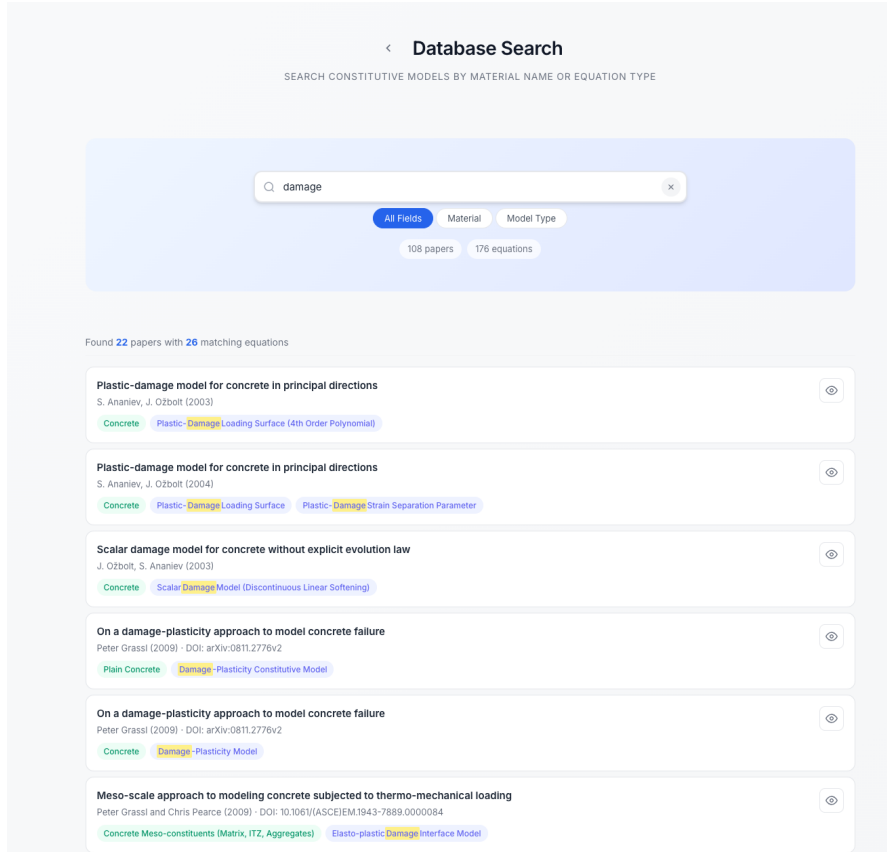 Database Search
SEARCH CONSTITUTIVE MODELS BY MATERIAL NAME OR EQUATION TYPE
damage
All Fields Material Model Type
108 papers 176 equations
Found 22 papers with 26 matching equations
Plastic-damage model for concrete in principal directions
S. Ananiev, J. Ožbolt (2003)
Concrete Plastic-Damage Loading Surface (4th Order Polynomial)
Plastic-damage model for concrete in principal directions
S. Ananiev, J. Ožbolt (2004)
Concrete Plastic-Damage Loading Surface Plastic-Damage Strain Separation Parameter
Scalar damage model for concrete without explicit evolution law
J. Ožbolt, S. Ananiev (2003)
Concrete Scalar Damage Model (Discontinuous Linear Softening)
On a damage-plasticity approach to model concrete failure
Peter Grassl (2009) · DOI: arXiv:0811.2776v2
Plain Concrete Damage-Plasticity Constitutive Model
On a damage-plasticity approach to model concrete failure
Peter Grassl (2009) · DOI: arXiv:0811.2776v2
Concrete Damage-Plasticity Model
Meso-scale approach to modeling concrete subjected to thermo-mechanical loading
Peter Grassl and Chris Pearce (2009) · DOI: 10.1061/(ASCE)EM.1943-7889.0000084
Concrete Meso-constituents (Matrix, ITZ, Aggregates) Elasto-plastic Damage Interface Model